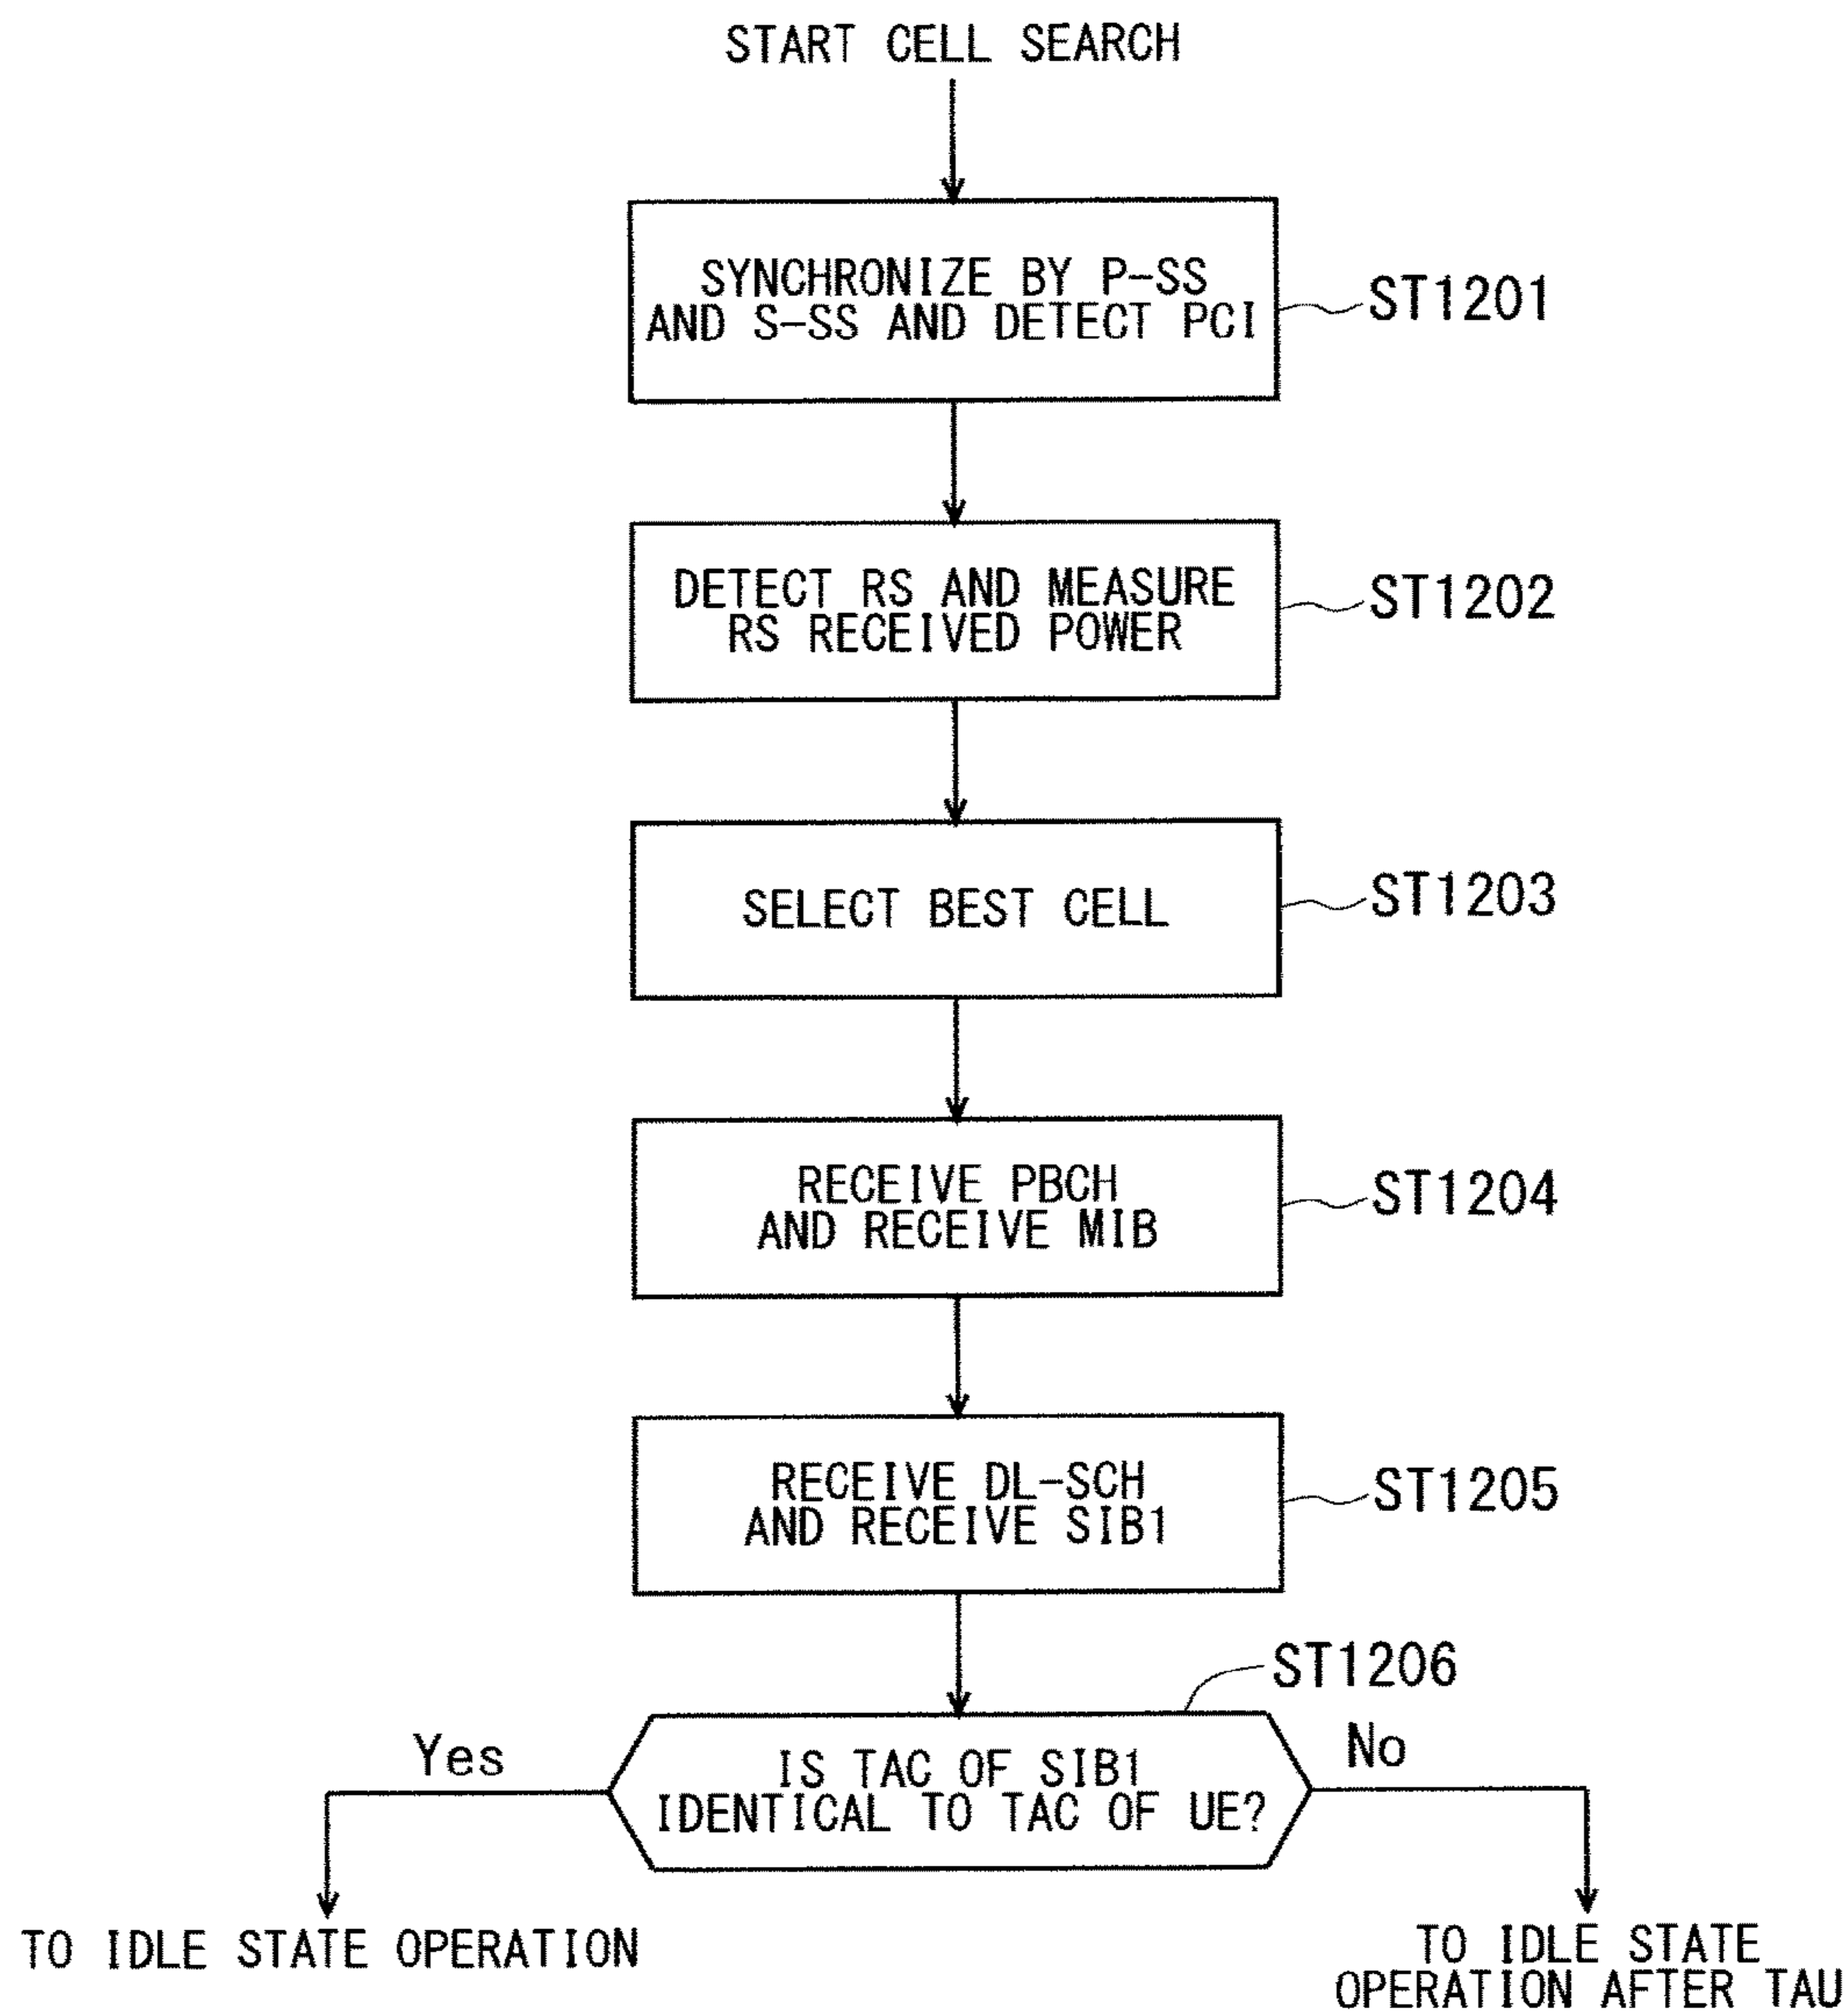 START CELL SEARCH
SYNCHRONIZE BY P-SS
AND S-SS AND DETECT PCI
ST1201
DETECT RS AND MEASURE
RS RECEIVED POWER
ST1202
SELECT BEST CELL
ST1203
RECEIVE PBCH
AND RECEIVE MIB
ST1204
RECEIVE DL-SCH
AND RECEIVE SIB1
ST1205
ST1206
Yes
IS TAC OF SIB1
IDENTICAL TO TAC OF UE?
No
TO IDLE STATE OPERATION
TO IDLE STATE
OPERATION AFTER TAU